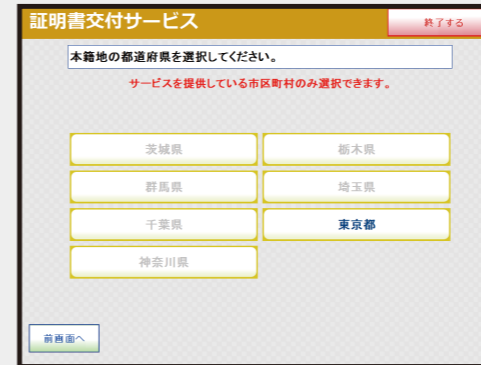 証明書交付サービス
終了する
本籍地の都道府県を選択してください。
サービスを提供している市区町村のみ選択できます。
茨城県
栃木県
群馬県
埼玉県
千葉県
東京都
神奈川県
前画面へ